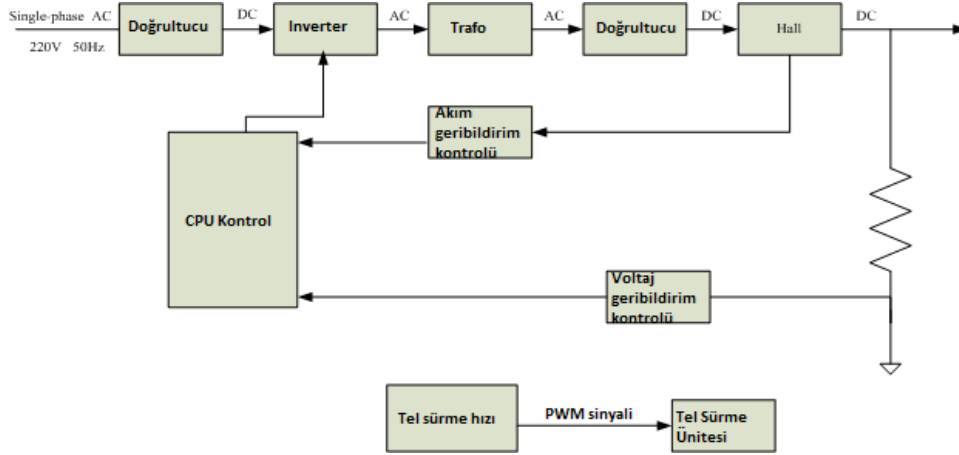 Single-phase AC
220V 50Hz
Doğrultucu
DC
Inverter
AC
Trafo
AC
Doğrultucu
DC
Hall
DC
Akım
geribildirim
kontrolü
CPU Kontrol
Voltaj
geribildirim
kontrolü
Tel sürme hızı
PWM sinyali
Tel Sürme
Ünitesi